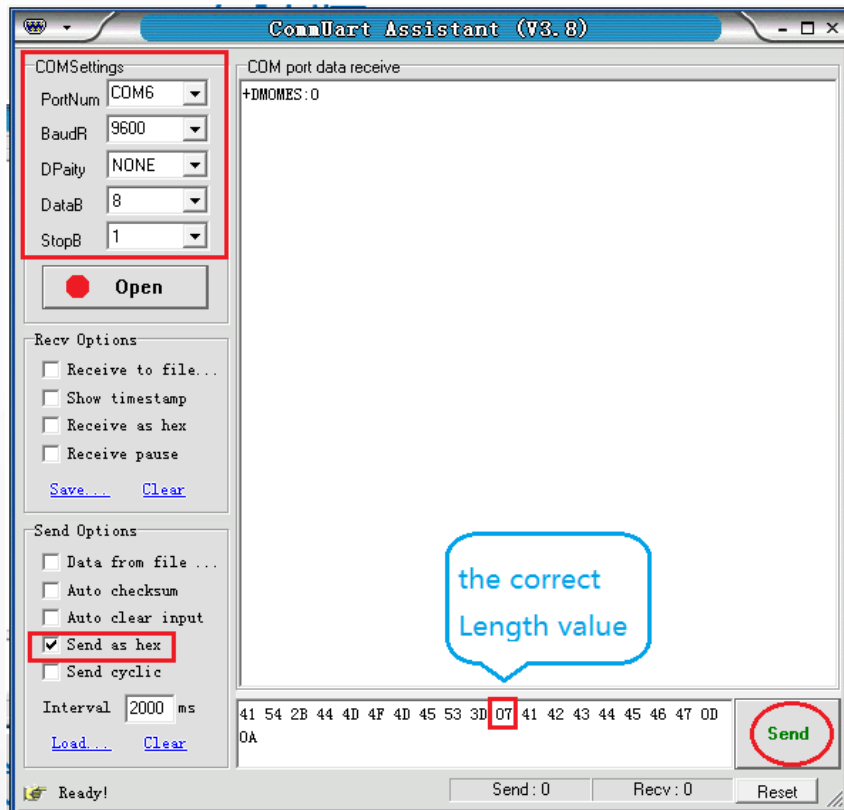 CommUart Assistant (V3.8)
COMSettings
PortNum COM6
BaudR 9600
DPaity NONE
DataB 8
StopB 1
Open
Recv Options
Receive to file...
Show timestamp
Receive as hex
Receive pause
Save... Clear
Send Options
Data from file ...
Auto checksum
Auto clear input
Send as hex
Send cyclic
Interval 2000 ms
Load... Clear
COM port data receive
+DMOMES:0
the correct
Length value
41 54 2B 44 4D 4F 4D 45 53 3D 07 41 42 43 44 45 46 47 0D
0A
Send
Ready!
Send : 0
Recv : 0
Reset